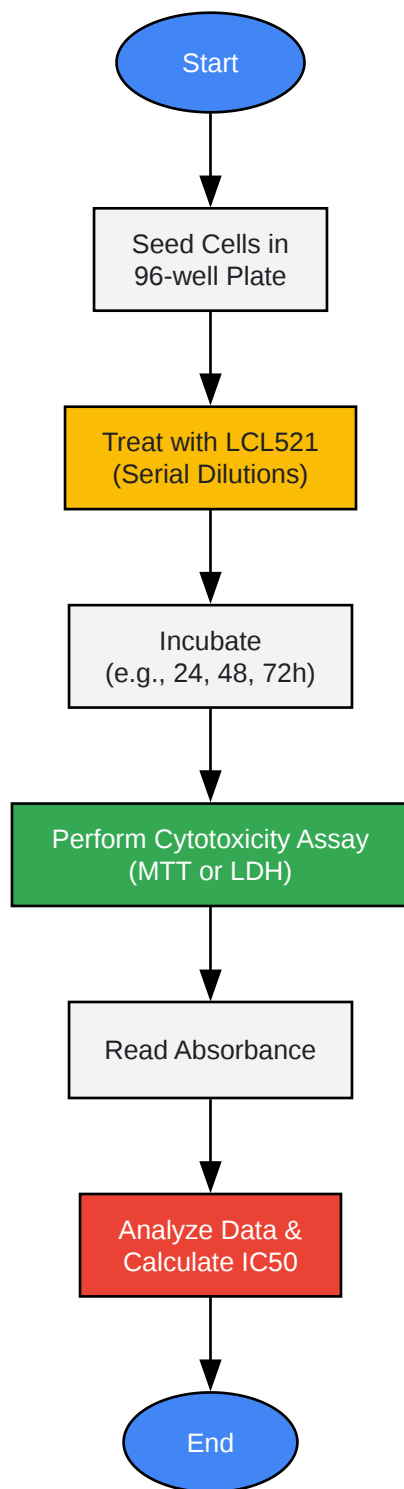 Start
Seed Cells in
96-well Plate
Treat with LCL521
(Serial Dilutions)
Incubate
(e.g., 24, 48, 72h)
Perform Cytotoxicity Assay
(MTT or LDH)
Read Absorbance
Analyze Data &
Calculate IC50
End